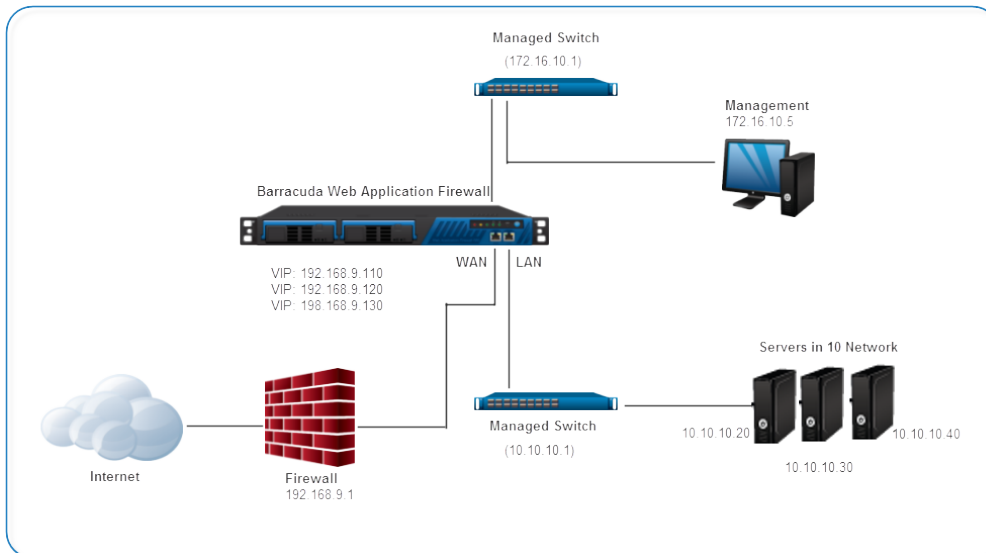 Managed Switch
(172.16.10.1)
Management
172.16.10.5
Barracuda Web Application Firewall
WAN
LAN
VIP: 192.168.9.110
VIP: 192.168.9.120
VIP: 198.168.9.130
Servers in 10 Network
Managed Switch
(10.10.10.1)
10.10.10.20
10.10.10.40
10.10.10.30
Internet
Firewall
192.168.9.1